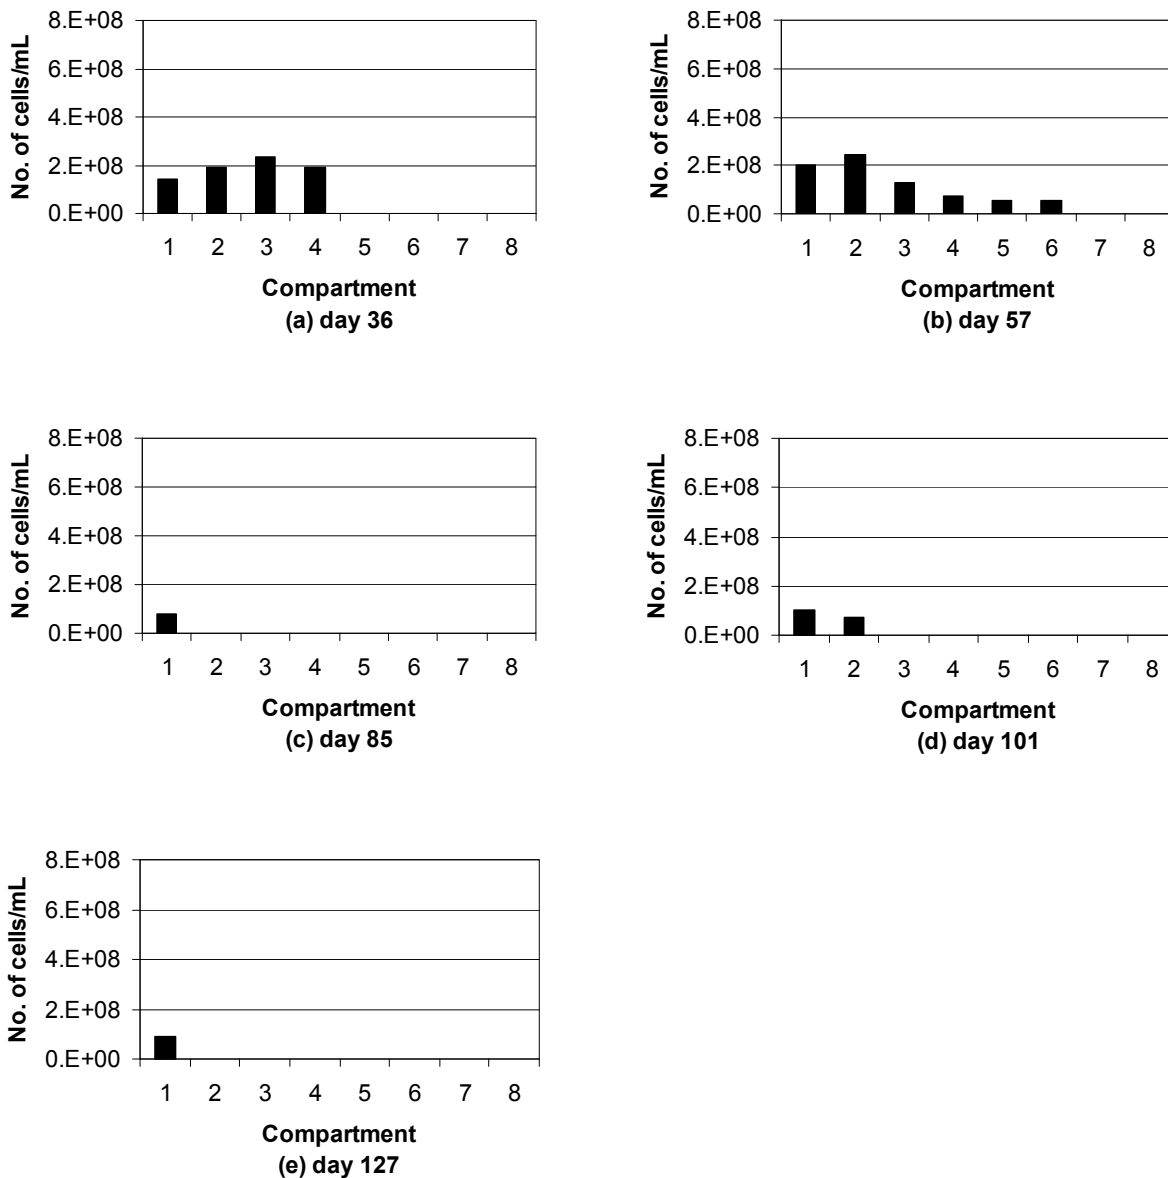 No. of cells/mL
8.E+08
6.E+08
4.E+08
2.E+08
0.E+00
1 2 3 4 5 6 7 8
Compartment
(a) day 36
No. of cells/mL
8.E+08
6.E+08
4.E+08
2.E+08
0.E+00
1 2 3 4 5 6 7 8
Compartment
(b) day 57
No. of cells/mL
8.E+08
6.E+08
4.E+08
2.E+08
0.E+00
1 2 3 4 5 6 7 8
Compartment
(c) day 85
No. of cells/mL
8.E+08
6.E+08
4.E+08
2.E+08
0.E+00
1 2 3 4 5 6 7 8
Compartment
(d) day 101
No. of cells/mL
8.E+08
6.E+08
4.E+08
2.E+08
0.E+00
1 2 3 4 5 6 7 8
Compartment
(e) day 127